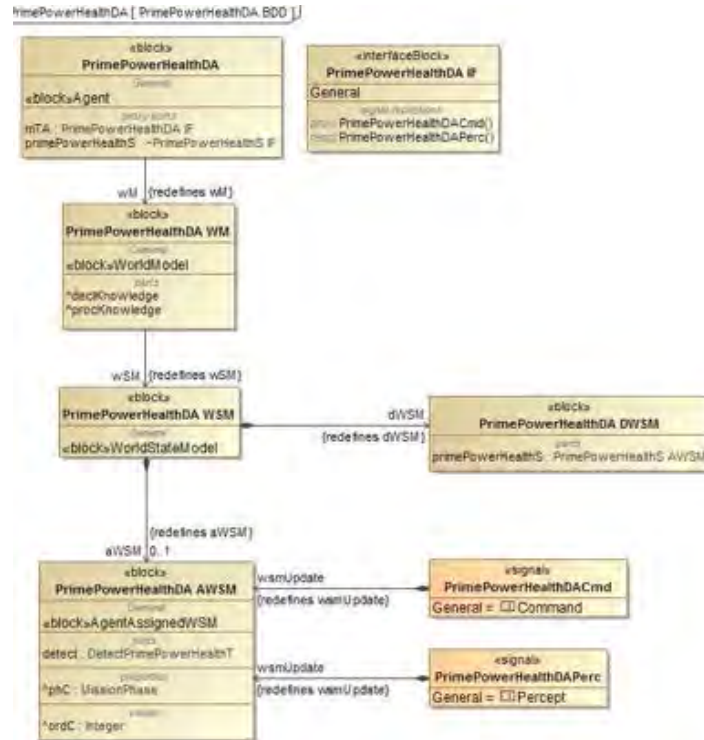 PrimePowerHealthDA [ PrimePowerHealthDA BDD ]
«block»
PrimePowerHealthDA
General
«block»Agent
proxy ports
mTA : PrimePowerHealthDA IF
primePowerHealthS : ~PrimePowerHealthS IF
«interfaceBlock»
PrimePowerHealthDA IF
General
signal receptions
PrimePowerHealthDACmd()
PrimePowerHealthDAPerc()
wM {redefines wM}
«block»
PrimePowerHealthDA WM
General
«block»WorldModel
parts
^declKnowledge
^procKnowledge
wSM {redefines wSM}
«block»
PrimePowerHealthDA WSM
General
«block»WorldStateModel
dWSM
{redefines dWSM}
«block»
PrimePowerHealthDA DWSM
parts
primePowerHealthS : PrimePowerHealthS AWSM
{redefines aWSM}
aWSM 0..1
«block»
PrimePowerHealthDA AWSM
General
«block»AgentAssignedWSM
parts
detect : DetectPrimePowerHealthT
properties
^phC : MissionPhase
values
^ordC : Integer
wsmUpdate
{redefines wsmUpdate}
«signal»
PrimePowerHealthDACmd
General = Command
wsmUpdate
{redefines wsmUpdate}
«signal»
PrimePowerHealthDAPerc
General = Percept